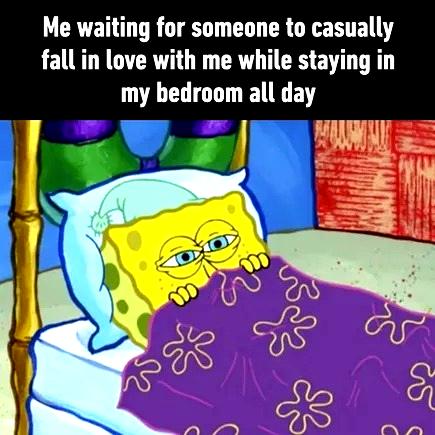 Me waiting for someone to casually
fall in love with me while staying in
my bedroom all day